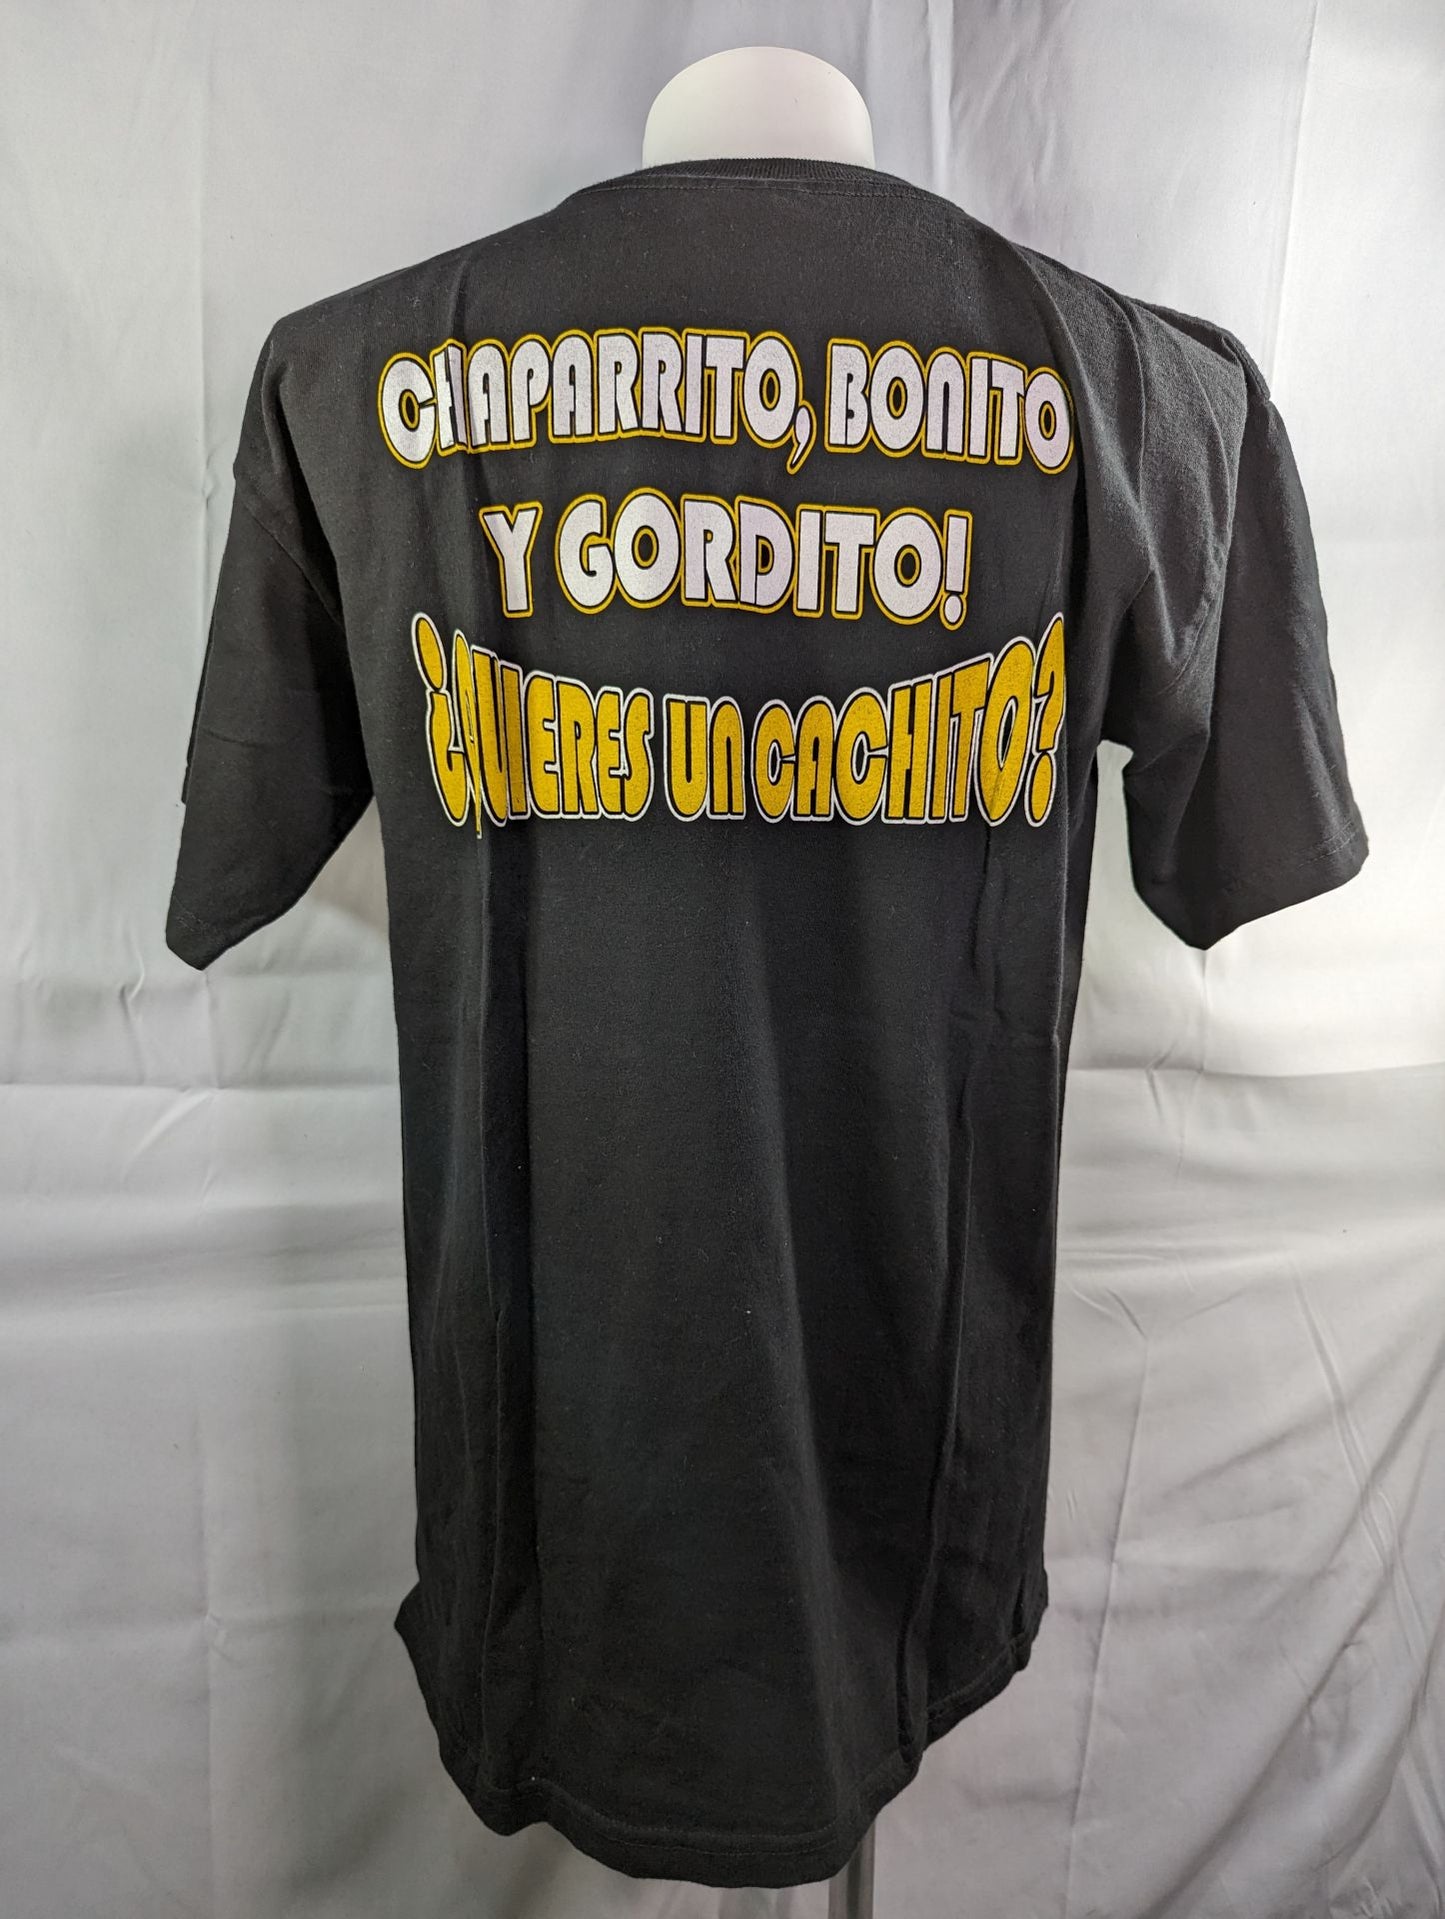 CHAPARRITO, BONITO
Y GORDITO!
¿QUIERES UN CACHITO?